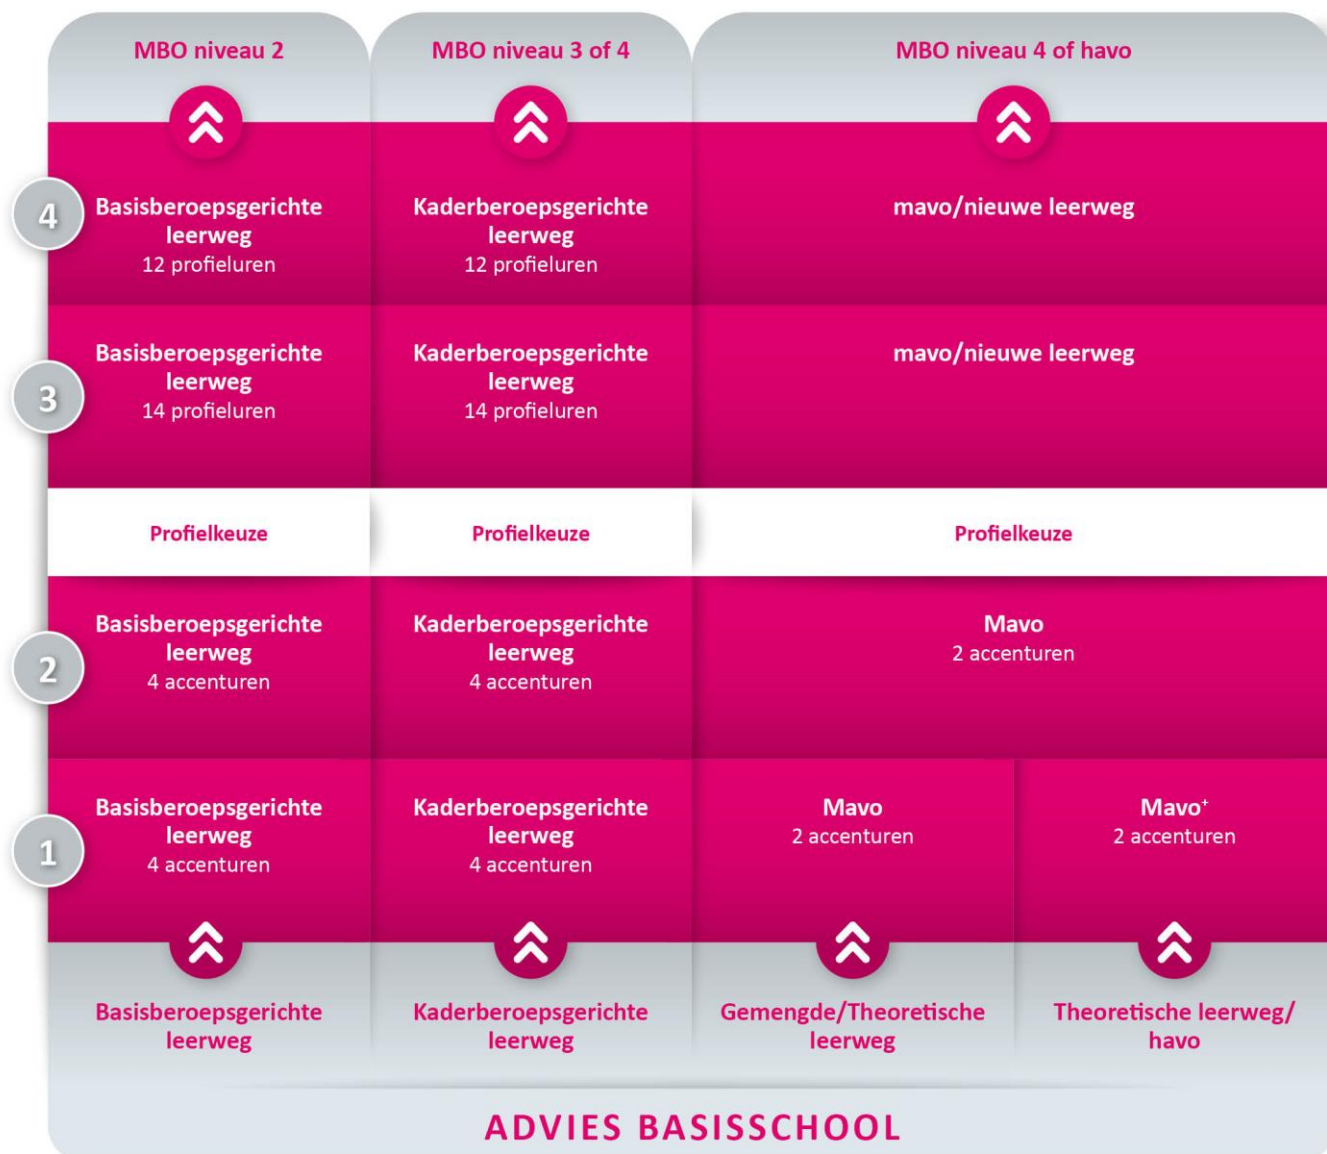 MBO niveau 2
MBO niveau 3 of 4
MBO niveau 4 of havo
4
Basisberoepsgerichte
leerweg
12 profieluren
Kaderberoepsgerichte
leerweg
12 profieluren
mavo/nieuwe leerweg
3
Basisberoepsgerichte
leerweg
14 profieluren
Kaderberoepsgerichte
leerweg
14 profieluren
mavo/nieuwe leerweg
Profielkeuze
Profielkeuze
Profielkeuze
2
Basisberoepsgerichte
leerweg
4 accenturen
Kaderberoepsgerichte
leerweg
4 accenturen
Mavo
2 accenturen
1
Basisberoepsgerichte
leerweg
4 accenturen
Kaderberoepsgerichte
leerweg
4 accenturen
Mavo
2 accenturen
Mavo⁺
2 accenturen
Basisberoepsgerichte
leerweg
Kaderberoepsgerichte
leerweg
Gemengde/Theoretische
leerweg
Theoretische leerweg/
havo
ADVIES BASISSCHOOL